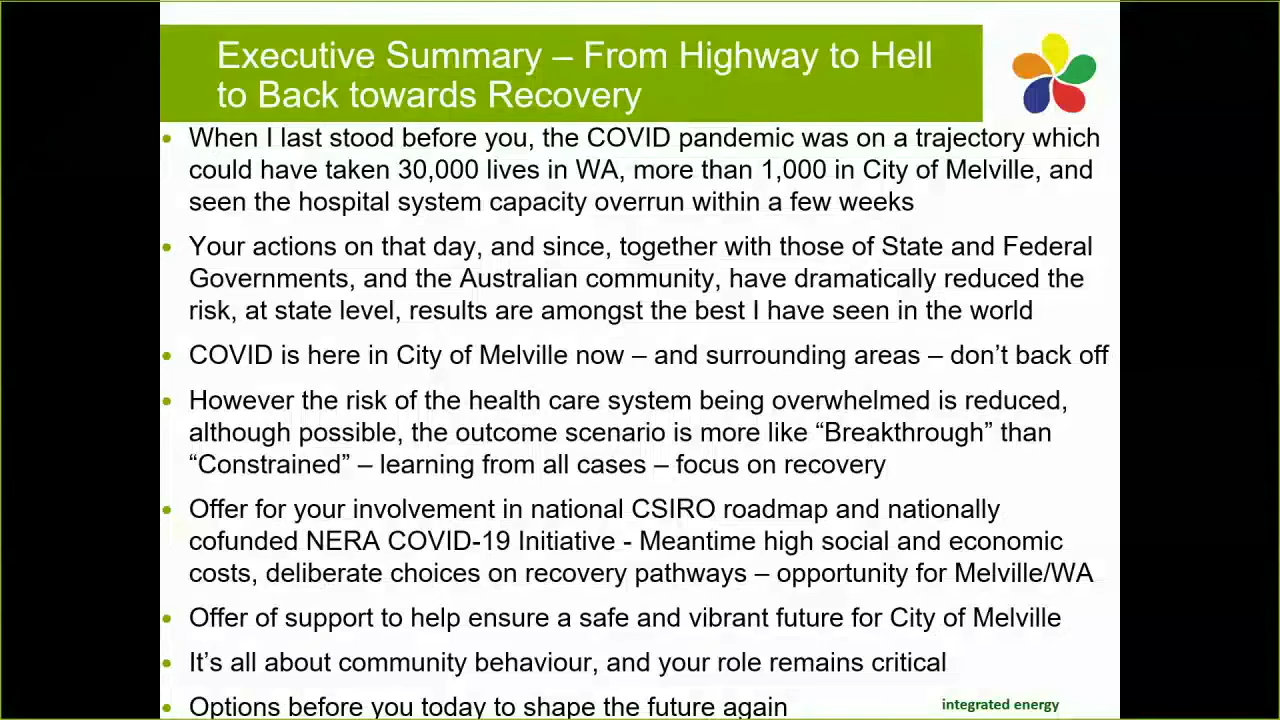 Executive Summary – From Highway to Hell
to Back towards Recovery
• When I last stood before you, the COVID pandemic was on a trajectory which
could have taken 30,000 lives in WA, more than 1,000 in City of Melville, and
seen the hospital system capacity overrun within a few weeks
• Your actions on that day, and since, together with those of State and Federal
Governments, and the Australian community, have dramatically reduced the
risk, at state level, results are amongst the best I have seen in the world
• COVID is here in City of Melville now – and surrounding areas – don’t back off
• However the risk of the health care system being overwhelmed is reduced,
although possible, the outcome scenario is more like “Breakthrough” than
“Constrained” – learning from all cases – focus on recovery
• Offer for your involvement in national CSIRO roadmap and nationally
cofunded NERA COVID-19 Initiative - Meantime high social and economic
costs, deliberate choices on recovery pathways – opportunity for Melville/WA
• Offer of support to help ensure a safe and vibrant future for City of Melville
• It’s all about community behaviour, and your role remains critical
• Options before you today to shape the future again
integrated energy